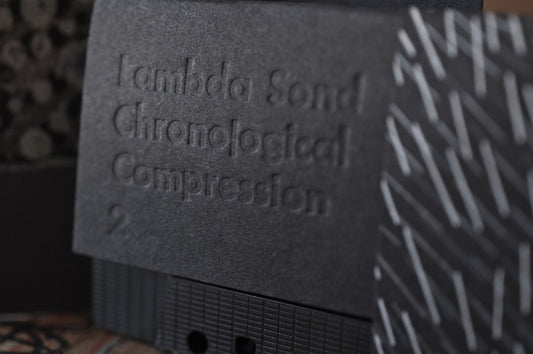 Lambda Sond
Chronological
Compression
2